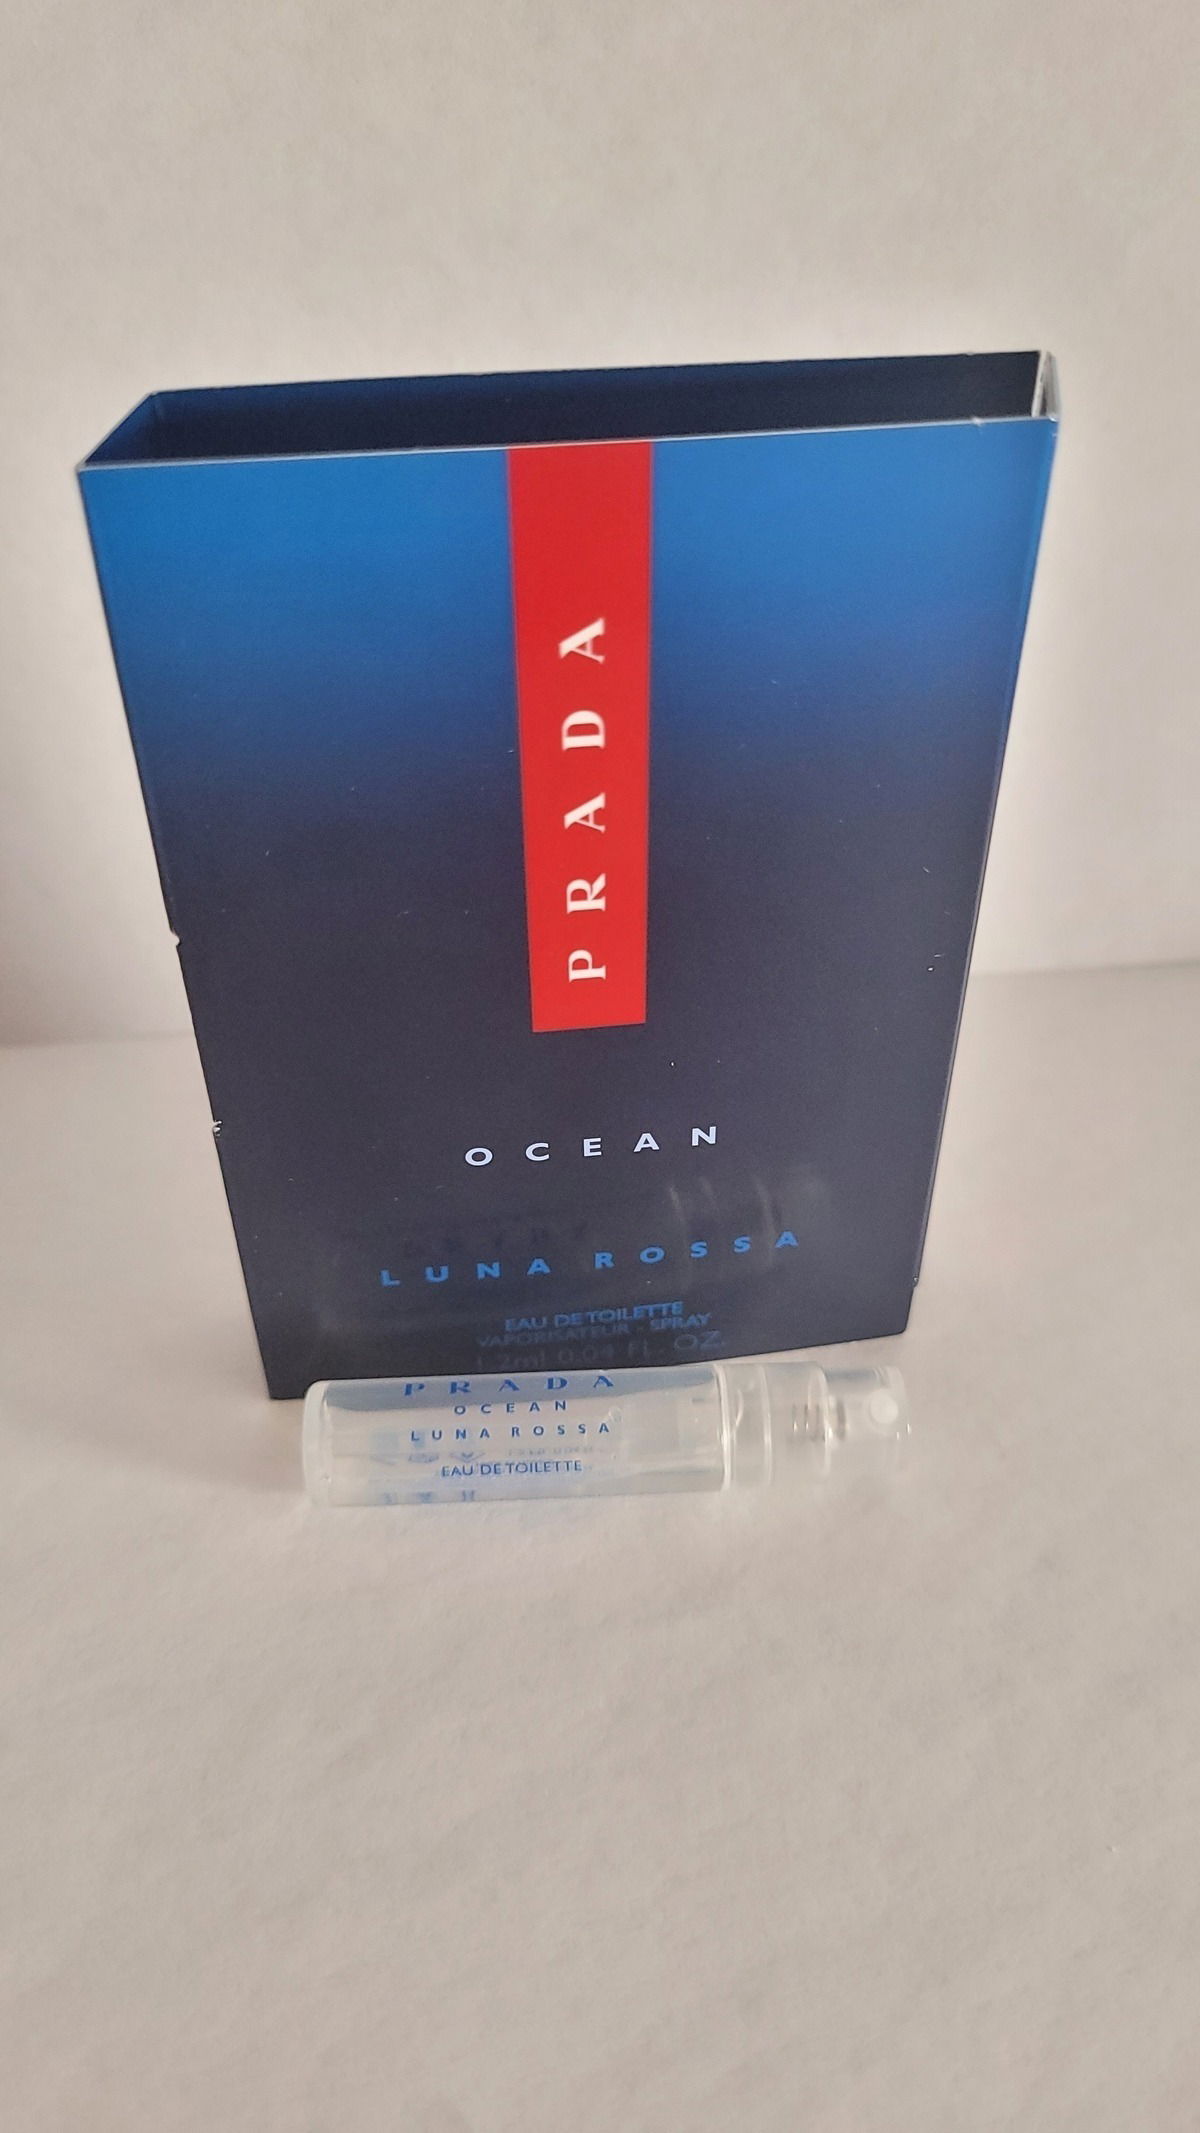 PRADA
OCEAN
LUNA ROSSA
EAU DE TOILETTE
VAPORISATEUR - SPRAY
1.2ml 0.04 FL. OZ.
PRADA
OCEAN
LUNA ROSSA
EAU DE TOILETTE